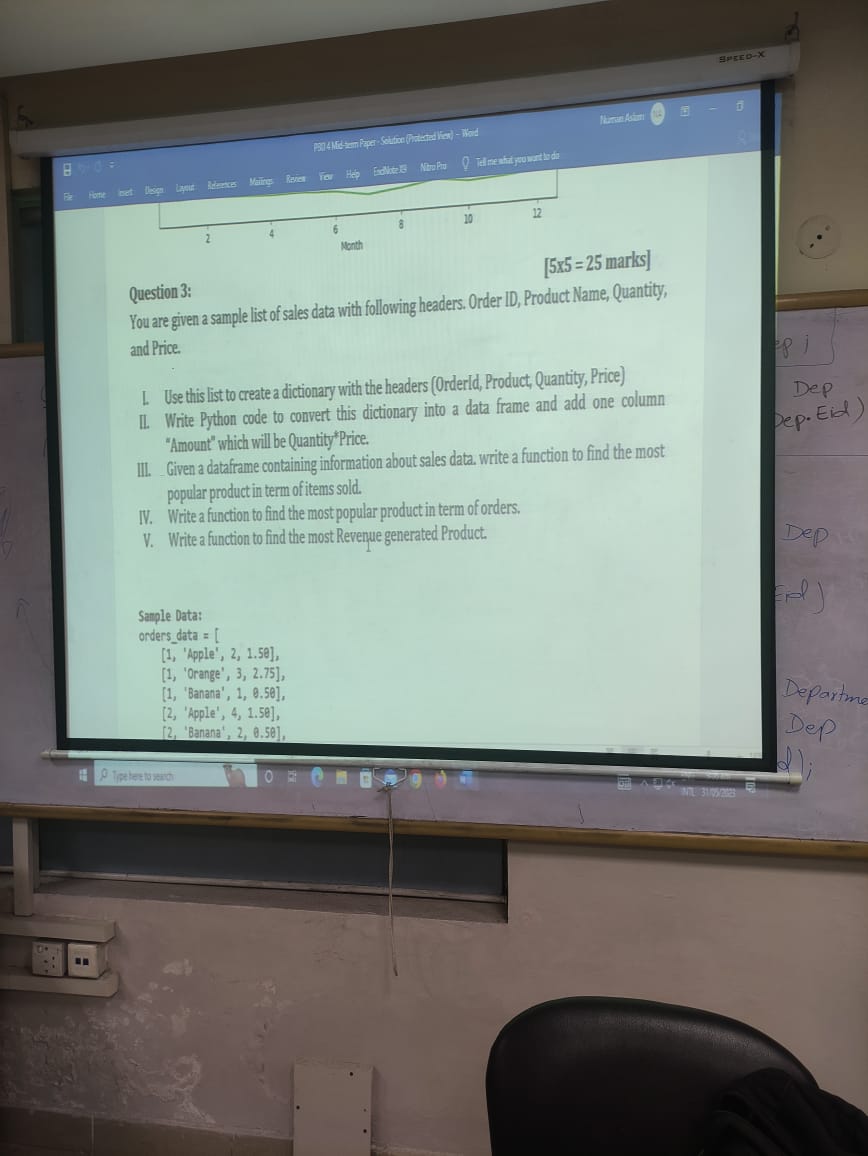 SPEED-X
PBD 4 Mid-term Paper - Solution (Protected View) - Word
Numan Aslam
File Home Insert Design Layout References Mailings Review View Help EndNote X9 Nitro Pro Tell me what you want to do
2 4 6 8 10 12
Month
[5x5 = 25 marks]
Question 3:
You are given a sample list of sales data with following headers. Order ID, Product Name, Quantity,
and Price.
I. Use this list to create a dictionary with the headers (OrderId, Product, Quantity, Price)
II. Write Python code to convert this dictionary into a data frame and add one column
"Amount" which will be Quantity*Price.
III. Given a dataframe containing information about sales data. write a function to find the most
popular product in term of items sold.
IV. Write a function to find the most popular product in term of orders.
V. Write a function to find the most Revenue generated Product.
Sample Data:
orders_data = [
[1, 'Apple', 2, 1.50],
[1, 'Orange', 3, 2.75],
[1, 'Banana', 1, 0.50],
[2, 'Apple', 4, 1.50],
[2, 'Banana', 2, 0.50],
Type here to search
INTL 31/05/2023
Dep
Dep.Eid)
Dep
Eid)
Departme
Dep